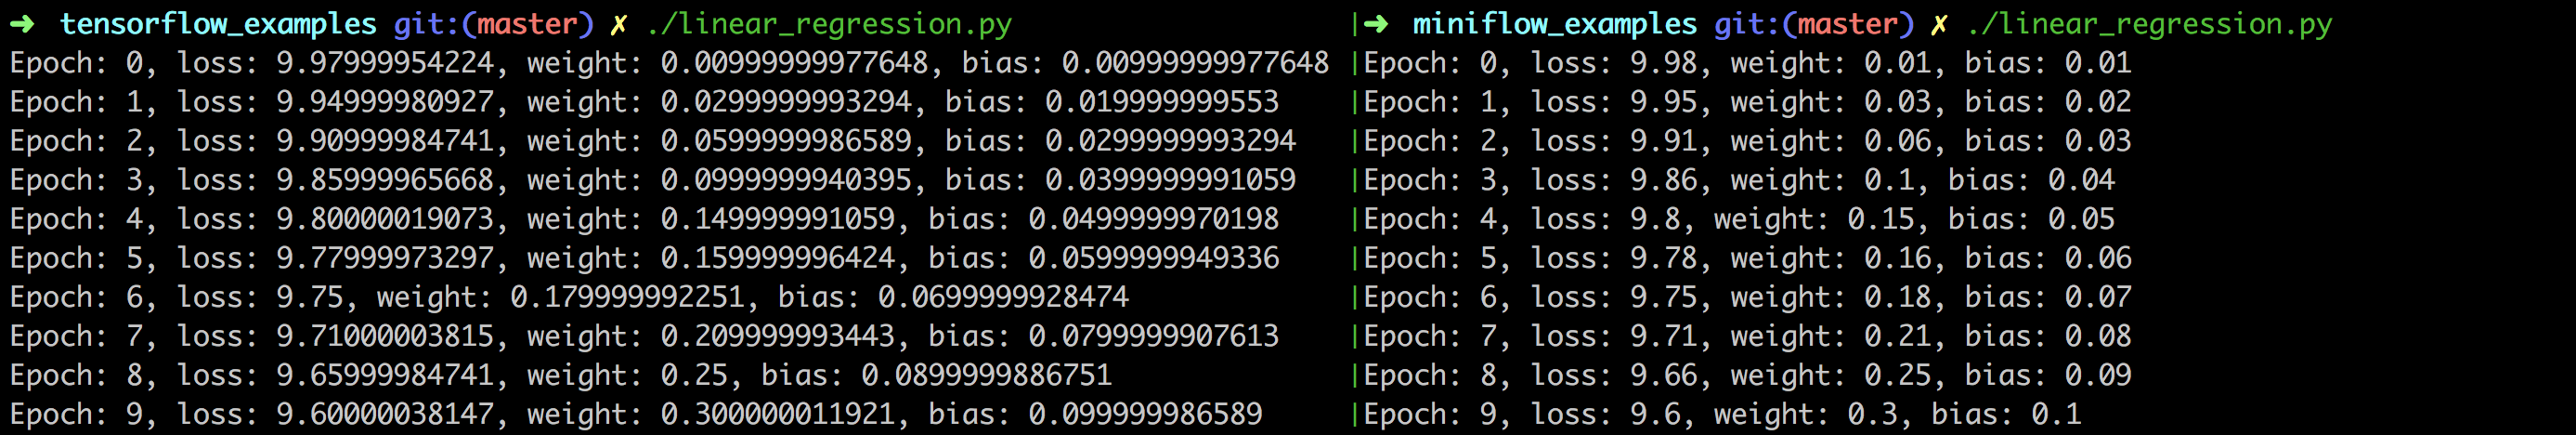 ➜ tensorflow_examples git:(master) ✗ ./linear_regression.py
Epoch: 0, loss: 9.97999954224, weight: 0.00999999977648, bias: 0.00999999977648
Epoch: 1, loss: 9.94999980927, weight: 0.0299999993294, bias: 0.019999999553
Epoch: 2, loss: 9.90999984741, weight: 0.0599999986589, bias: 0.0299999993294
Epoch: 3, loss: 9.85999965668, weight: 0.0999999940395, bias: 0.0399999991059
Epoch: 4, loss: 9.80000019073, weight: 0.149999991059, bias: 0.0499999970198
Epoch: 5, loss: 9.77999973297, weight: 0.159999996424, bias: 0.0599999949336
Epoch: 6, loss: 9.75, weight: 0.179999992251, bias: 0.0699999928474
Epoch: 7, loss: 9.71000003815, weight: 0.209999993443, bias: 0.0799999907613
Epoch: 8, loss: 9.65999984741, weight: 0.25, bias: 0.0899999886751
Epoch: 9, loss: 9.60000038147, weight: 0.300000011921, bias: 0.099999986589
➜ miniflow_examples git:(master) ✗ ./linear_regression.py
Epoch: 0, loss: 9.98, weight: 0.01, bias: 0.01
Epoch: 1, loss: 9.95, weight: 0.03, bias: 0.02
Epoch: 2, loss: 9.91, weight: 0.06, bias: 0.03
Epoch: 3, loss: 9.86, weight: 0.1, bias: 0.04
Epoch: 4, loss: 9.8, weight: 0.15, bias: 0.05
Epoch: 5, loss: 9.78, weight: 0.16, bias: 0.06
Epoch: 6, loss: 9.75, weight: 0.18, bias: 0.07
Epoch: 7, loss: 9.71, weight: 0.21, bias: 0.08
Epoch: 8, loss: 9.66, weight: 0.25, bias: 0.09
Epoch: 9, loss: 9.6, weight: 0.3, bias: 0.1